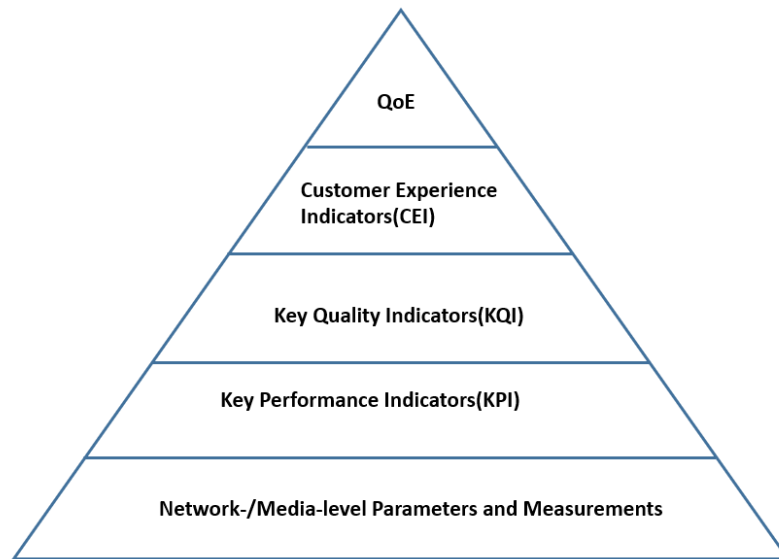 QoE
Customer Experience
Indicators(CEI)
Key Quality Indicators(KQI)
Key Performance Indicators(KPI)
Network-/Media-level Parameters and Measurements